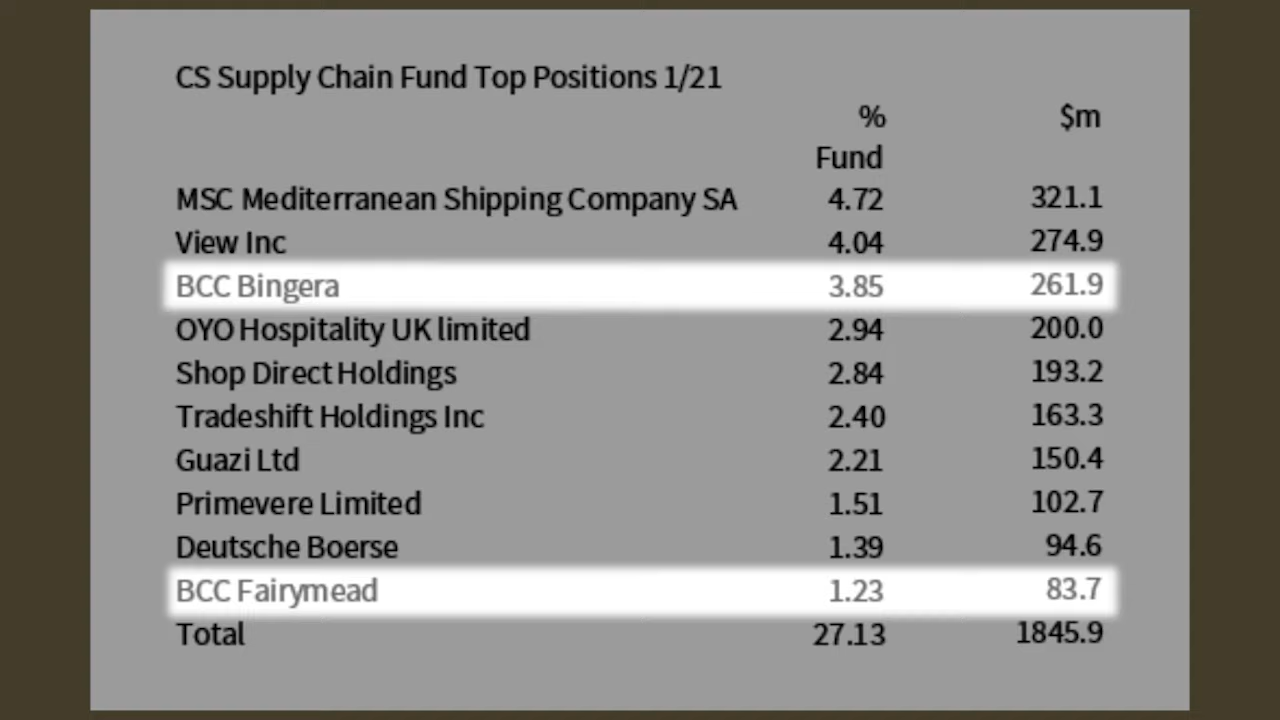 CS Supply Chain Fund Top Positions 1/21
% $m
Fund
MSC Mediterranean Shipping Company SA 4.72 321.1
View Inc 4.04 274.9
BCC Bingera 3.85 261.9
OYO Hospitality UK limited 2.94 200.0
Shop Direct Holdings 2.84 193.2
Tradeshift Holdings Inc 2.40 163.3
Guazi Ltd 2.21 150.4
Primevere Limited 1.51 102.7
Deutsche Boerse 1.39 94.6
BCC Fairymead 1.23 83.7
Total 27.13 1845.9